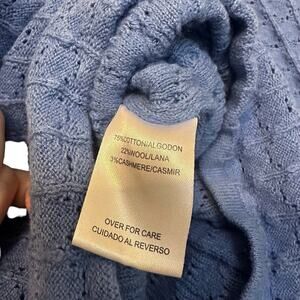 75%COTTON/ALGODON
22%WOOL/LANA
3%CASHMERE/CASMIR
OVER FOR CARE
CUIDADO AL REVERSO